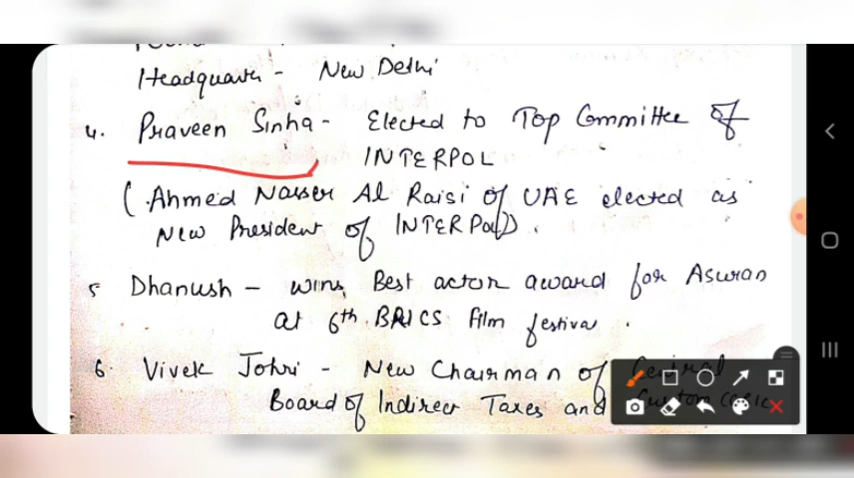 Headquarter - New Delhi
4. Praveen Sinha - Elected to Top Committee of
INTERPOL
(Ahmed Nasser Al Raisi of UAE elected as
New President of INTERPOL).
5 Dhanush - wins Best actor award for Asuran
at 6th BRICS Film festival.
6. Vivek Johri - New Chairman of Central
Board of Indirect Taxes and